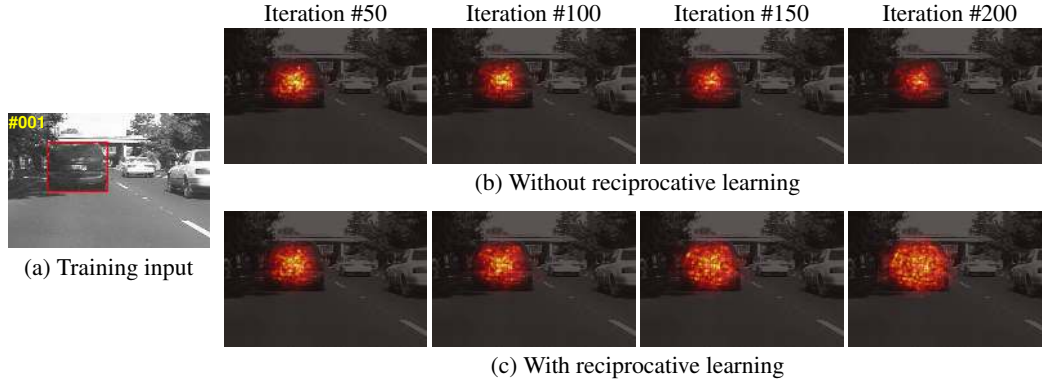 Iteration #50
Iteration #100
Iteration #150
Iteration #200
#001
(a) Training input
(b) Without reciprocative learning
(c) With reciprocative learning